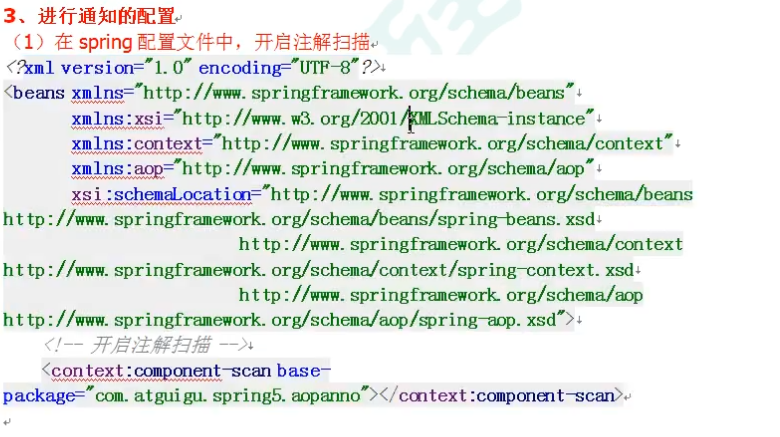 3、进行通知的配置
（1）在 spring 配置文件中，开启注解扫描
<?xml version="1.0" encoding="UTF-8"?>
<beans xmlns="http://www.springframework.org/schema/beans"
xmlns:xsi="http://www.w3.org/2001/XMLSchema-instance"
xmlns:context="http://www.springframework.org/schema/context"
xmlns:aop="http://www.springframework.org/schema/aop"
xsi:schemaLocation="http://www.springframework.org/schema/beans
http://www.springframework.org/schema/beans/spring-beans.xsd
http://www.springframework.org/schema/context
http://www.springframework.org/schema/context/spring-context.xsd
http://www.springframework.org/schema/aop
http://www.springframework.org/schema/aop/spring-aop.xsd">
<!-- 开启注解扫描 -->
<context:component-scan base-
package="com.atguigu.spring5.aopanno"></context:component-scan>